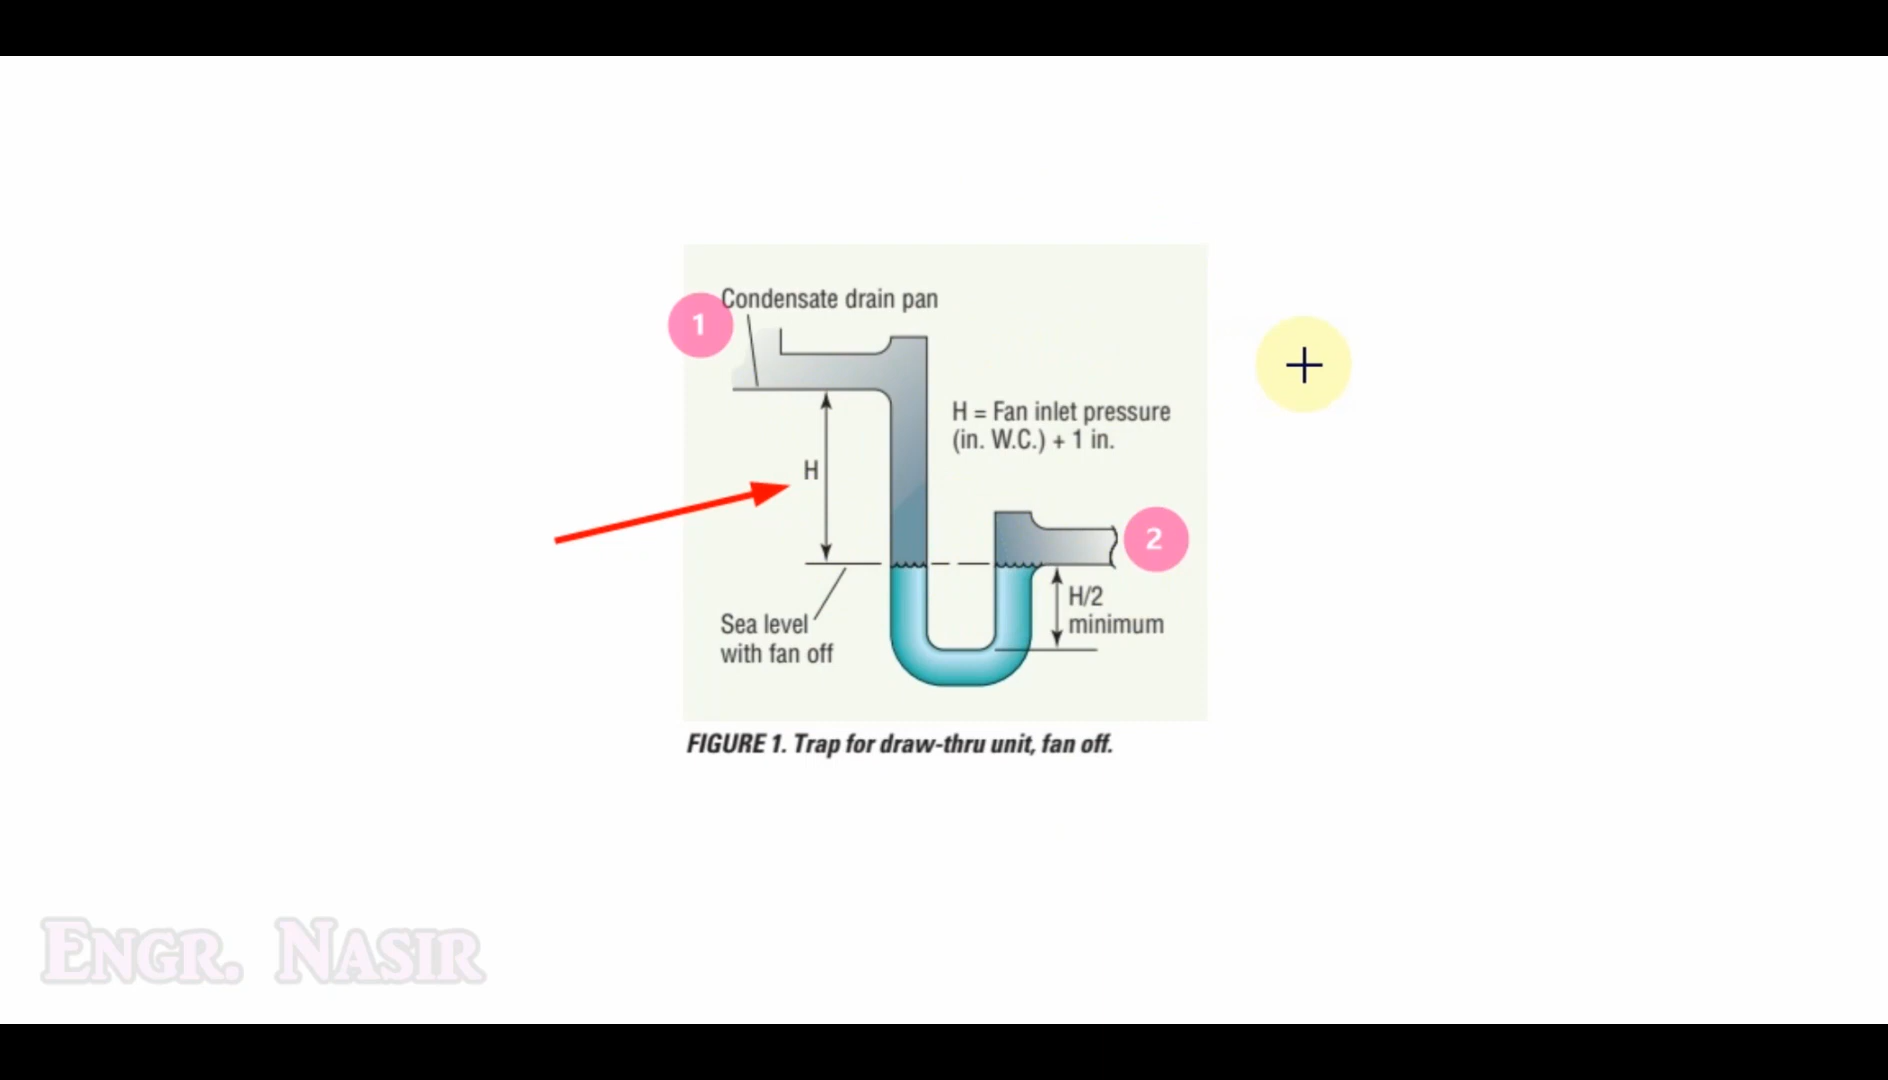 Condensate drain pan
1
H = Fan inlet pressure
(in. W.C.) + 1 in.
H
2
H/2
minimum
Sea level
with fan off
FIGURE 1. Trap for draw-thru unit, fan off.
ENGR. NASIR